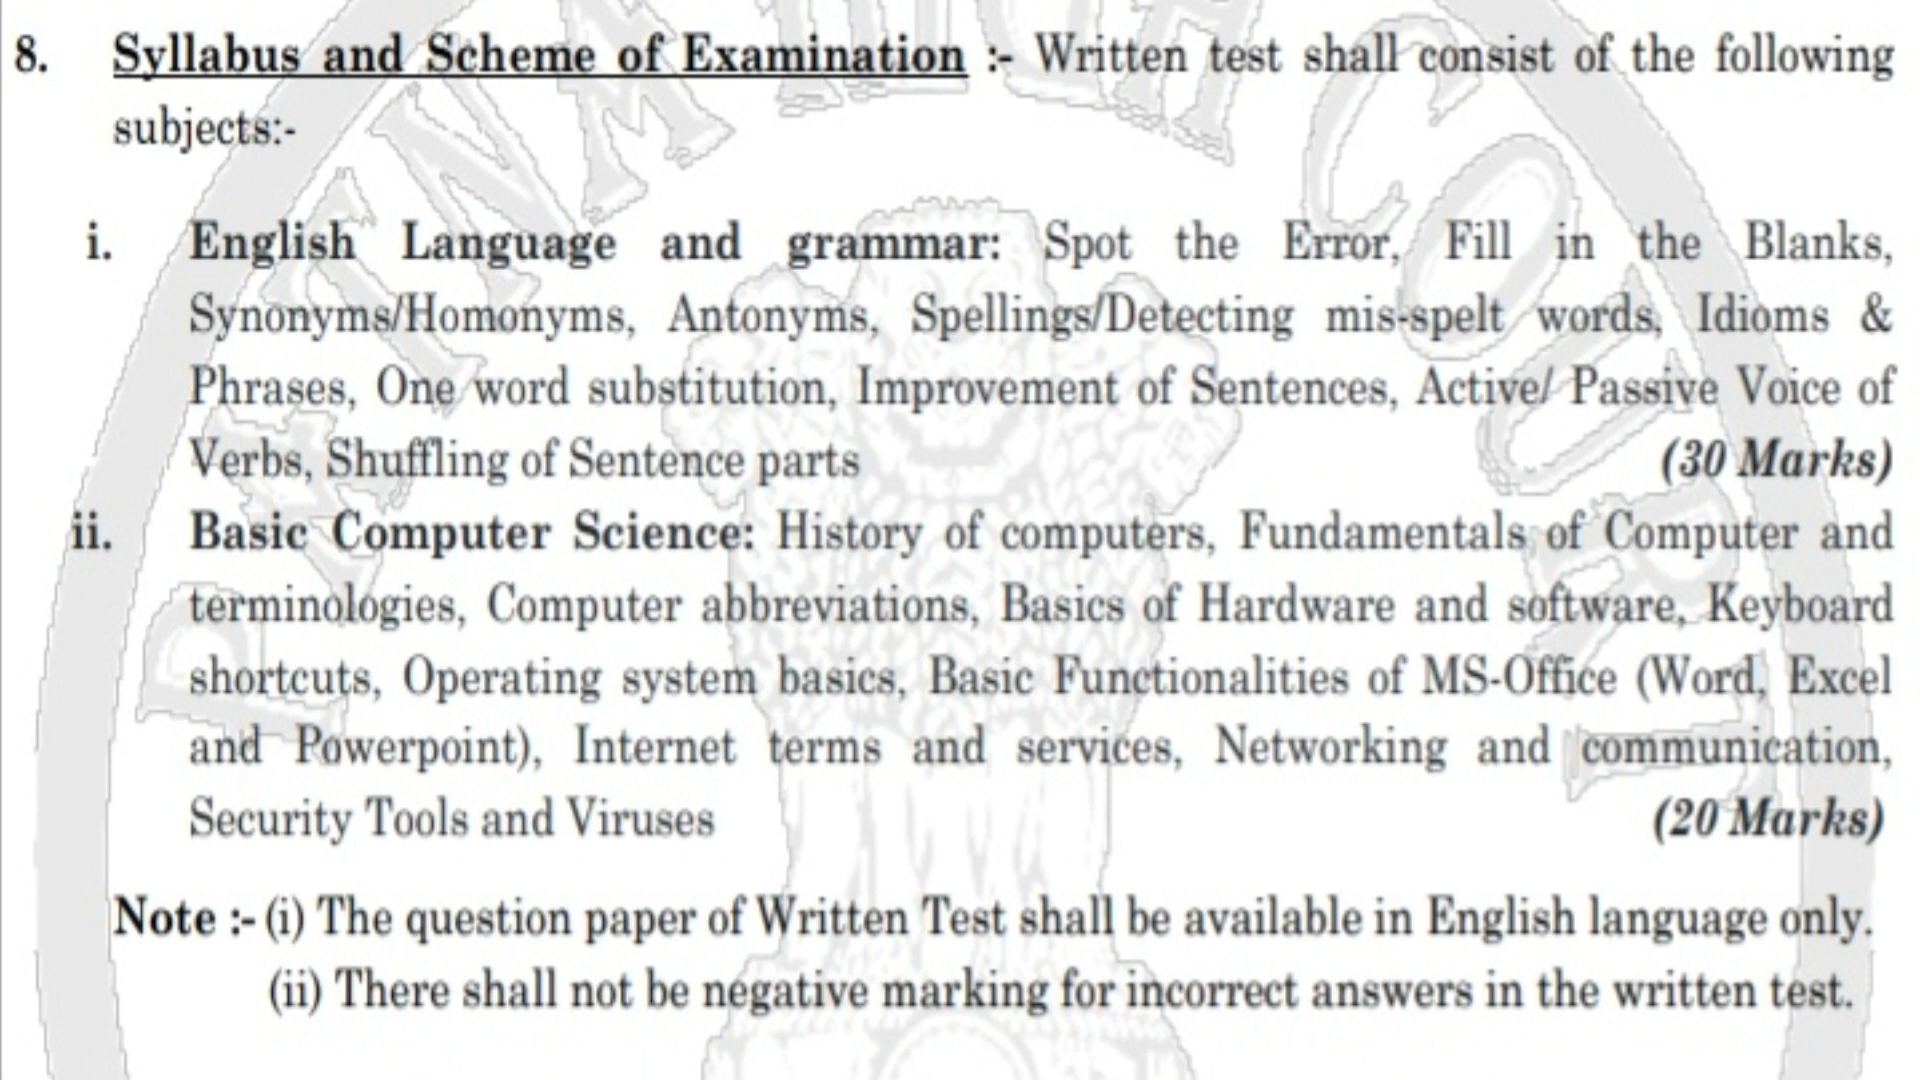 8. Syllabus and Scheme of Examination :- Written test shall consist of the following
subjects:-
i. English Language and grammar: Spot the Error, Fill in the Blanks,
Synonyms/Homonyms, Antonyms, Spellings/Detecting mis-spelt words, Idioms &
Phrases, One word substitution, Improvement of Sentences, Active/ Passive Voice of
Verbs, Shuffling of Sentence parts (30 Marks)
ii. Basic Computer Science: History of computers, Fundamentals of Computer and
terminologies, Computer abbreviations, Basics of Hardware and software, Keyboard
shortcuts, Operating system basics, Basic Functionalities of MS-Office (Word, Excel
and Powerpoint), Internet terms and services, Networking and communication,
Security Tools and Viruses (20 Marks)
Note :- (i) The question paper of Written Test shall be available in English language only.
(ii) There shall not be negative marking for incorrect answers in the written test.